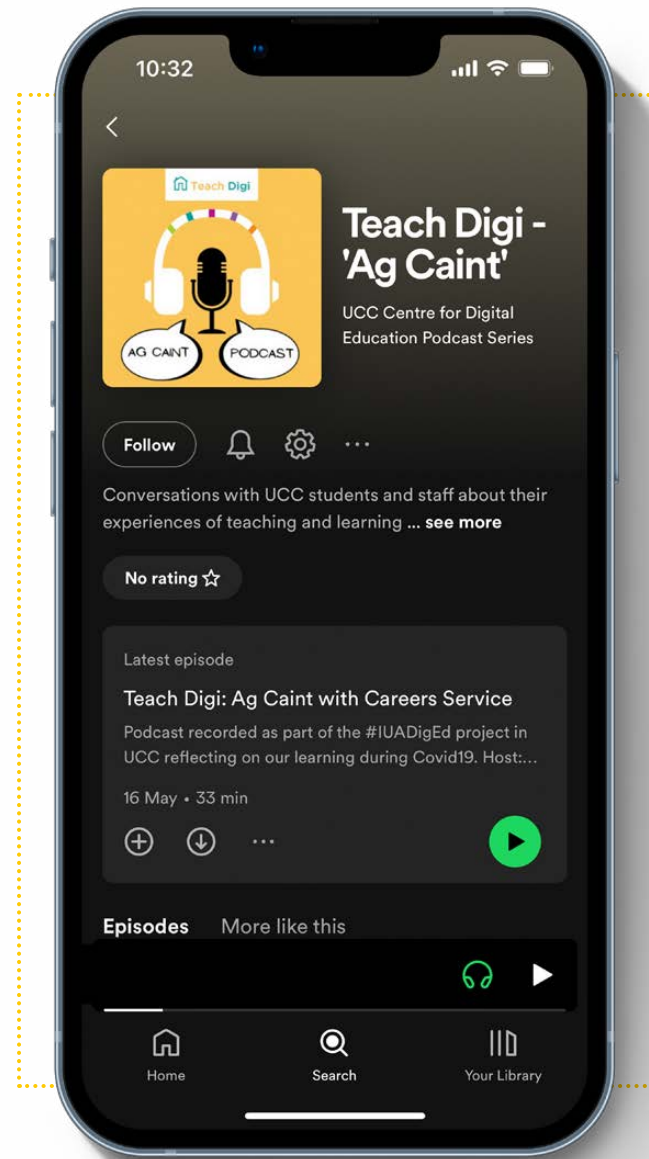 10:32
Teach Digi
AG CAINT
PODCAST
Teach Digi -
'Ag Caint'
UCC Centre for Digital
Education Podcast Series
Follow
Conversations with UCC students and staff about their
experiences of teaching and learning ... see more
No rating
Latest episode
Teach Digi: Ag Caint with Careers Service
Podcast recorded as part of the #IUADigEd project in
UCC reflecting on our learning during Covid19. Host:...
16 May • 33 min
Episodes More like this
Home Search Your Library